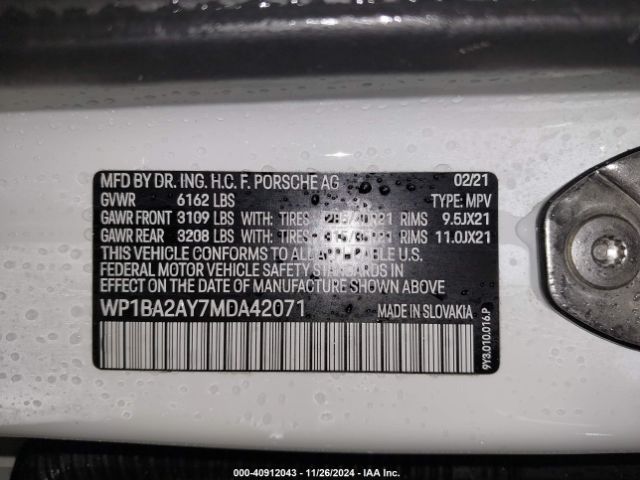 MFD BY DR. ING. H.C. F. PORSCHE AG 02/21
GVWR 6162 LBS TYPE: MPV
GAWR FRONT 3109 LBS WITH: TIRES RIMS 9.5JX21
GAWR REAR 3208 LBS WITH: TIRES RIMS 11.0JX21
THIS VEHICLE CONFORMS TO ALL APPLICABLE U.S.
FEDERAL MOTOR VEHICLE SAFETY STANDARDS IN
EFFECT ON THE DATE OF MANUFACTURE SHOWN ABOVE
WP1BA2AY7MDA42071 MADE IN SLOVAKIA
9Y3.010.016.P
000-40912043 - 11/26/2024 - IAA Inc.